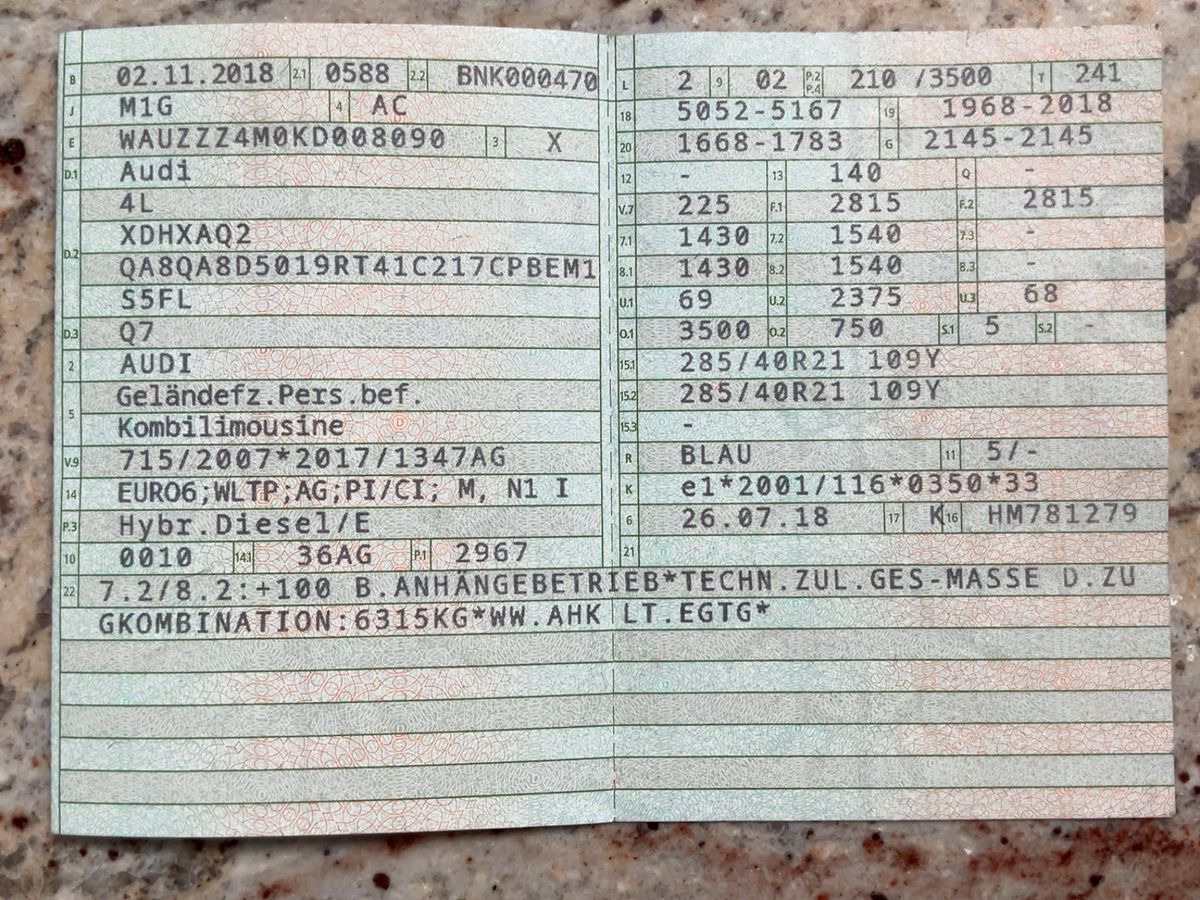 B 02.11.2018 2.1 0588 2.2 BNK000470
J M1G 4 AC
E WAUZZZ4M0KD008090 3 X
D.1 Audi
4L
D.2 XDHXAQ2
QA8QA8D5019RT41C217CPBEM1
S5FL
D.3 Q7
2 AUDI
5 Geländefz.Pers.bef.
Kombilimousine
V.9 715/2007*2017/1347AG
14 EURO6;WLTP;AG;PI/CI; M, N1 I
P.3 Hybr.Diesel/E
10 0010 14.1 36AG P.1 2967
L 2 9 02 P.2 P.4 210 /3500 T 241
18 5052-5167 19 1968-2018
20 1668-1783 G 2145-2145
12 - 13 140 Q -
V.7 225 F.1 2815 F.2 2815
7.1 1430 7.2 1540 7.3 -
8.1 1430 8.2 1540 8.3 -
U.1 69 U.2 2375 U.3 68
O.1 3500 O.2 750 S.1 5 S.2 -
15.1 285/40R21 109Y
15.2 285/40R21 109Y
15.3 -
R BLAU 11 5/-
K e1*2001/116*0350*33
6 26.07.18 17 K 16 HM781279
21
22 7.2/8.2:+100 B.ANHÄNGEBETRIEB*TECHN.ZUL.GES-MASSE D.ZU
GKOMBINATION:6315KG*WW.AHK LT.EGTG*